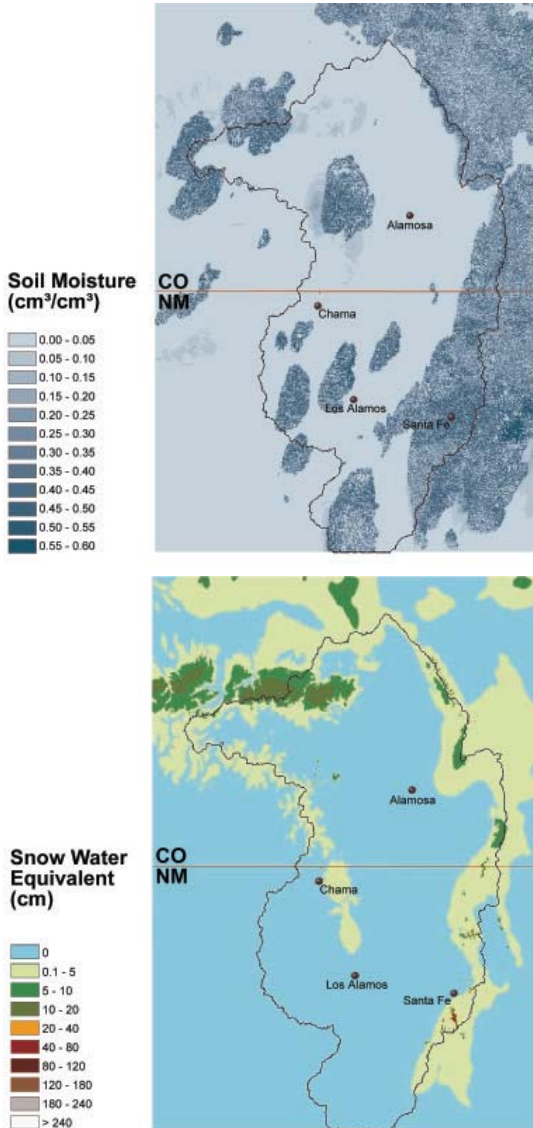 Alamosa
CO
NM
Chama
Los Alamos
Santa Fe
Soil Moisture
(cm³/cm³)
0.00 - 0.05
0.05 - 0.10
0.10 - 0.15
0.15 - 0.20
0.20 - 0.25
0.25 - 0.30
0.30 - 0.35
0.35 - 0.40
0.40 - 0.45
0.45 - 0.50
0.50 - 0.55
0.55 - 0.60
Alamosa
CO
NM
Chama
Los Alamos
Santa Fe
Snow Water
Equivalent
(cm)
0
0.1 - 5
5 - 10
10 - 20
20 - 40
40 - 80
80 - 120
120 - 180
180 - 240
> 240